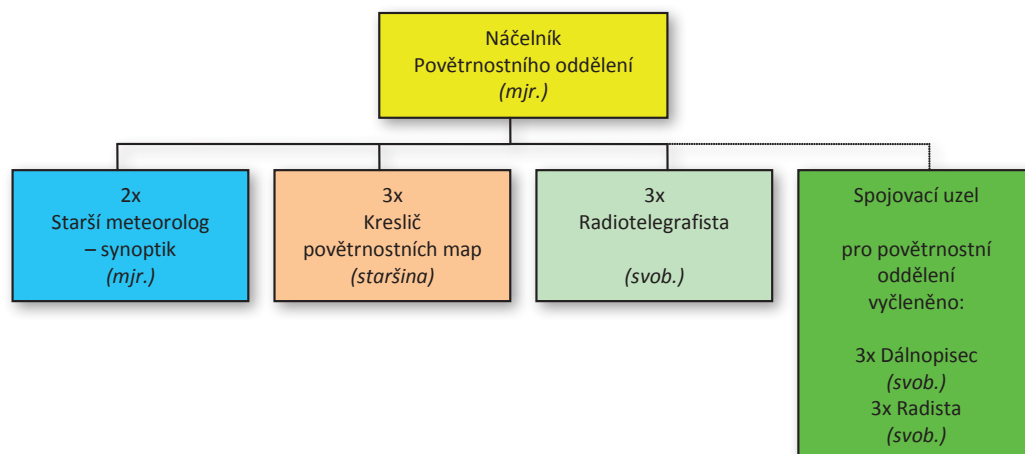 Náčelník
Povětrnostního oddělení
(mjr.)
2x
Starší meteorolog
– synoptik
(mjr.)
3x
Kreslič
povětrnostních map
(staršina)
3x
Radiotelegrafista
(svob.)
Spojovací uzel
pro povětrnostní
oddělení
vyčleněno:
3x Dálnopisec
(svob.)
3x Radista
(svob.)